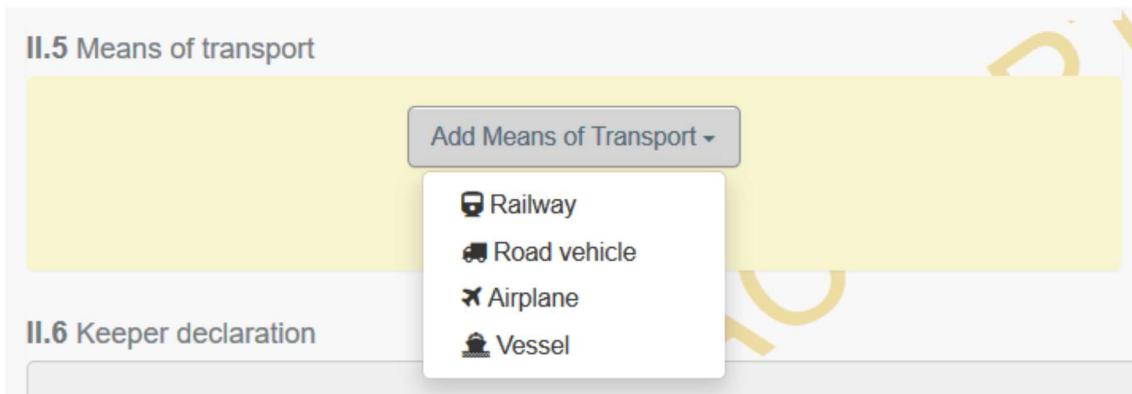 II.5 Means of transport
Add Means of Transport
Railway
Road vehicle
Airplane
Vessel
II.6 Keeper declaration